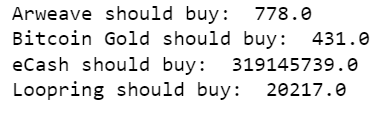 Arweave should buy:  778.0
Bitcoin Gold should buy:  431.0
eCash should buy:  319145739.0
Loopring should buy:  20217.0